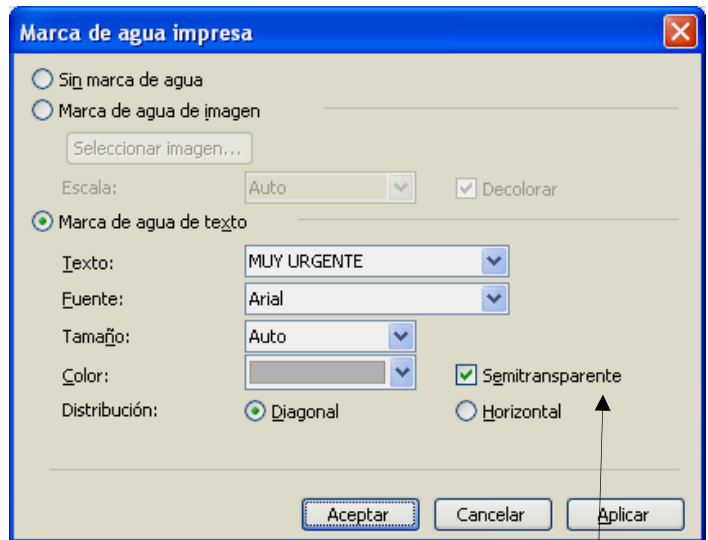 Marca de agua impresa
Sin marca de agua
Marca de agua de imagen
Seleccionar imagen...
Escala: Auto Decolorar
Marca de agua de texto
Texto: MUY URGENTE
Fuente: Arial
Tamaño: Auto
Color: Semitransparente
Distribución: Diagonal Horizontal
Aceptar Cancelar Aplicar